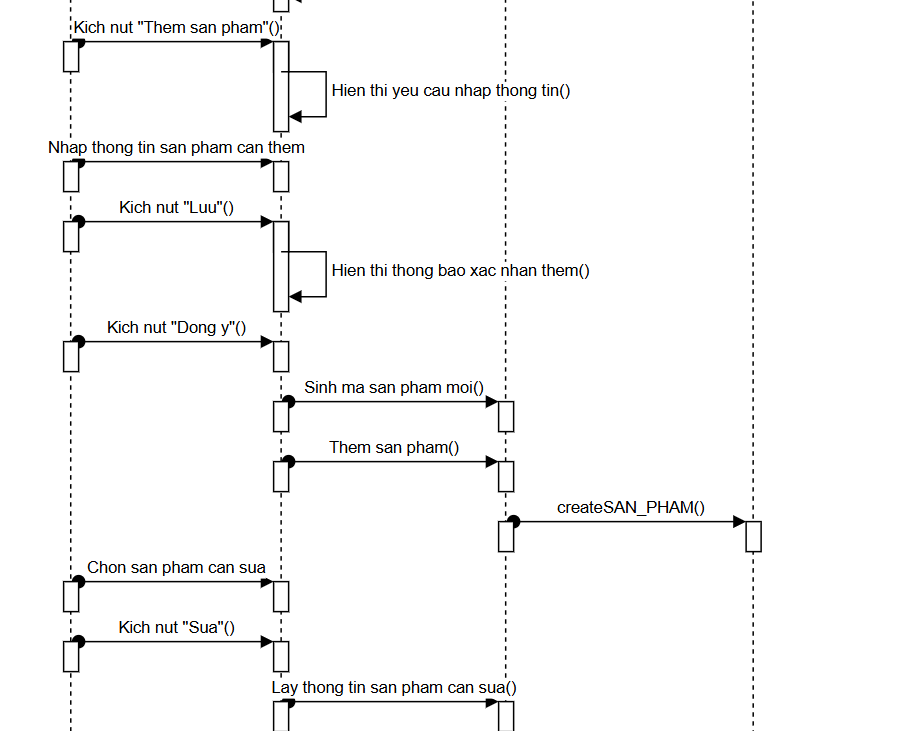 Kich nut "Them san pham"()
Hien thi yeu cau nhap thong tin()
Nhap thong tin san pham can them
Kich nut "Luu"()
Hien thi thong bao xac nhan them()
Kich nut "Dong y"()
Sinh ma san pham moi()
Them san pham()
createSAN_PHAM()
Chon san pham can sua
Kich nut "Sua"()
Lay thong tin san pham can sua()